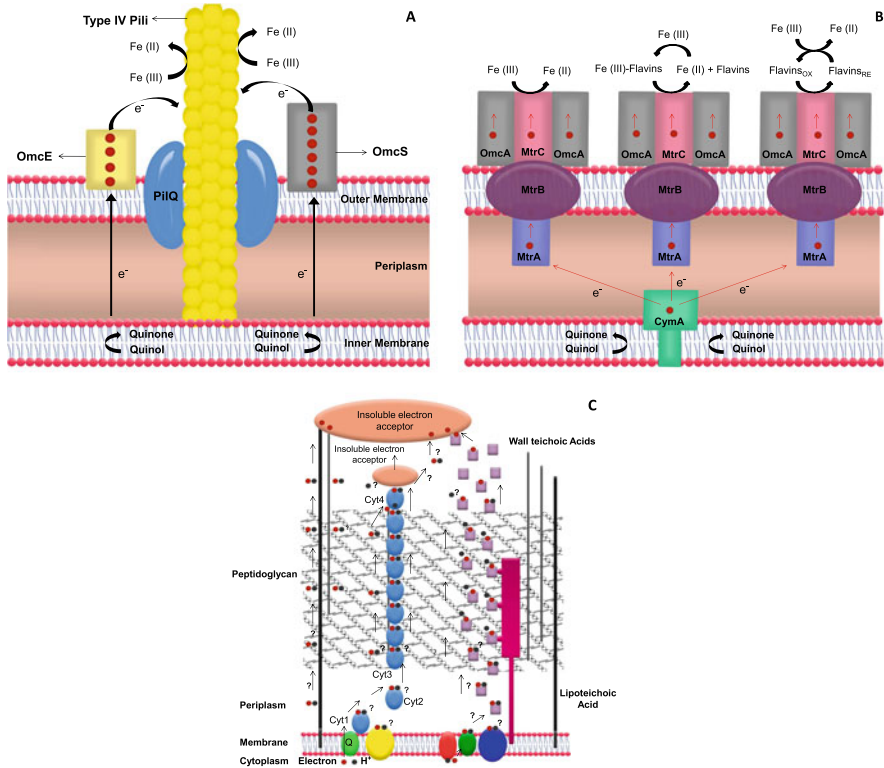 A
Type IV Pili
Fe (II)
Fe (II)
Fe (III)
Fe (III)
e-
e-
OmcE
OmcS
PilQ
Outer Membrane
Periplasm
e-
e-
Quinone
Quinol
Quinone
Quinol
Inner Membrane
B
Fe (III)
Fe (III)
Fe (II)
Fe (III)
Fe (II)
Fe (III)-Flavins
Fe (II) + Flavins
FlavinsOX
FlavinsRE
OmcA
MtrC
OmcA
OmcA
MtrC
OmcA
OmcA
MtrC
OmcA
MtrB
MtrB
MtrB
MtrA
MtrA
MtrA
e-
e-
e-
CymA
Quinone
Quinol
Quinone
Quinol
C
Insoluble electron
acceptor
Wall teichoic Acids
Insoluble electron
acceptor
?
?
?
Cyt4
Peptidoglycan
?
?
?
?
Cyt3
?
?
?
?
Cyt2
Lipoteichoic
Acid
Periplasm
Cyt1
?
?
?
?
Membrane
Q
Cytoplasm
Electron
H+